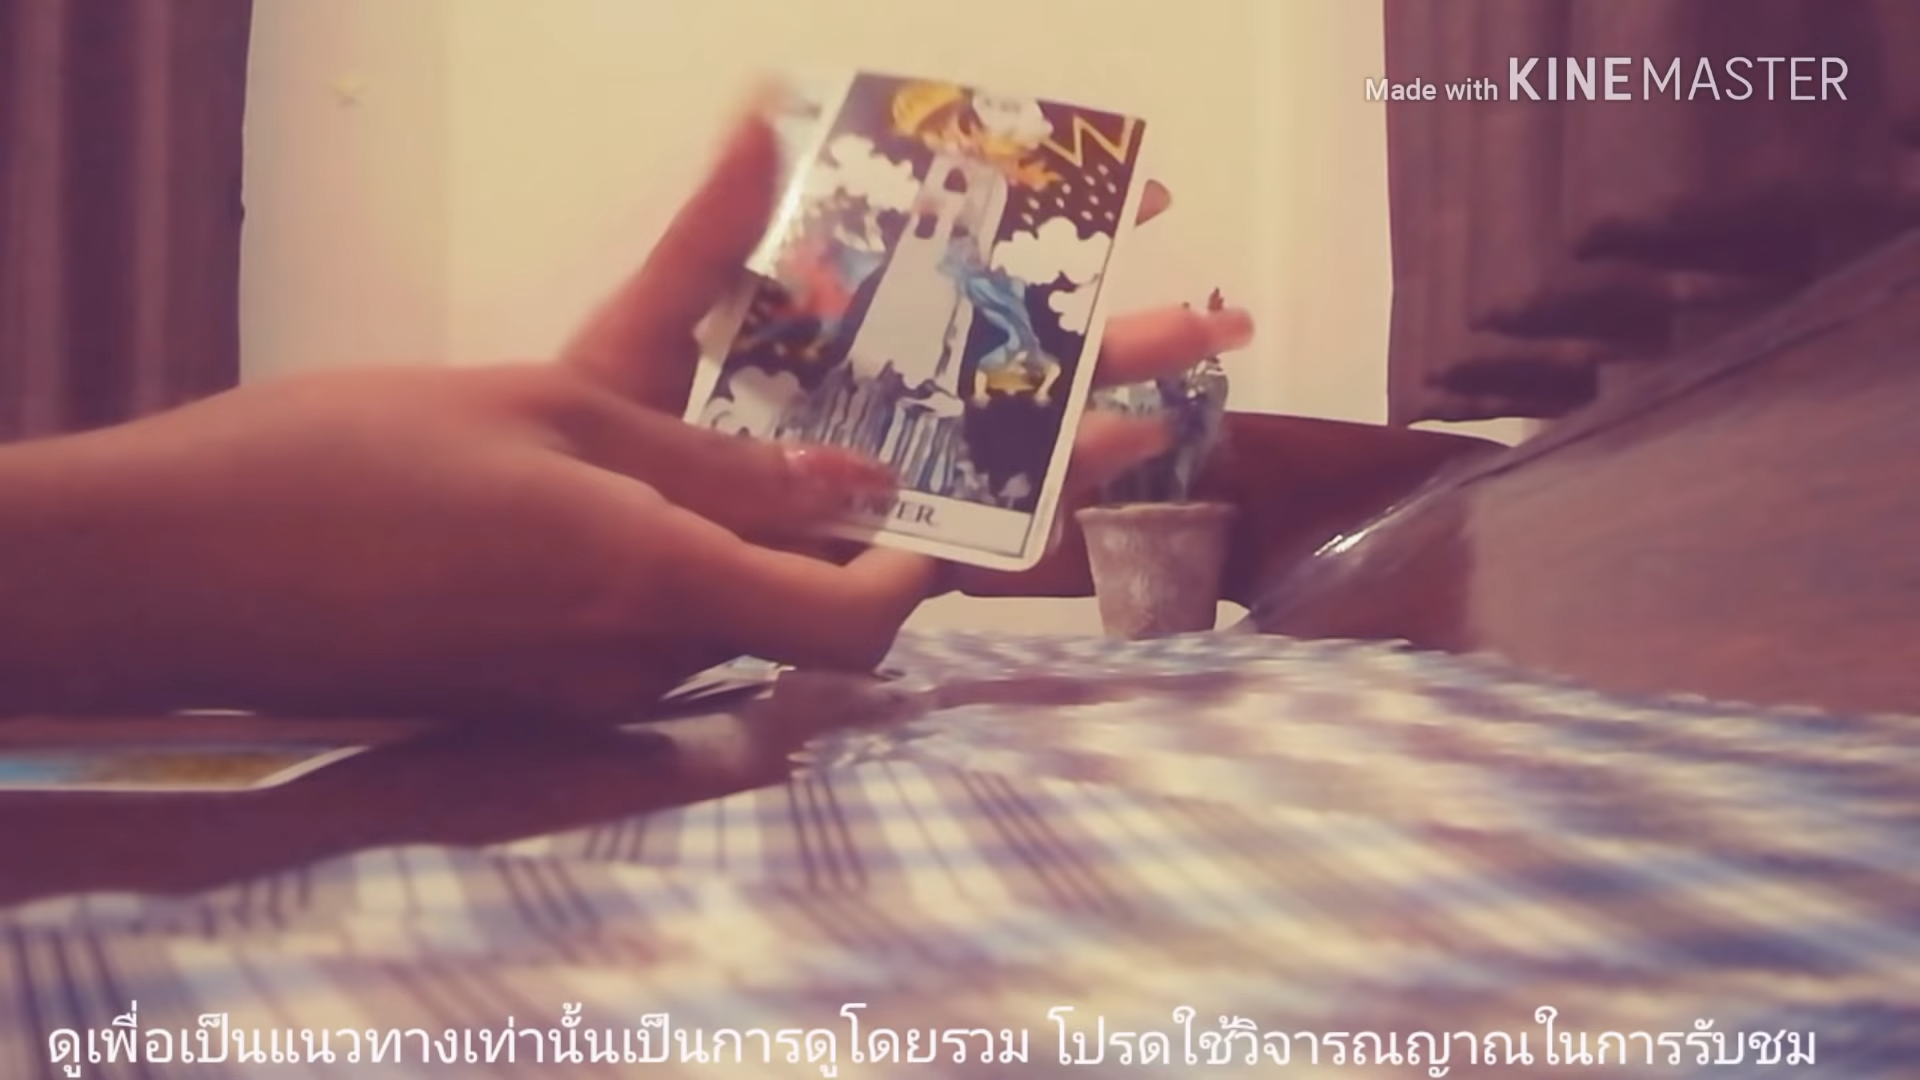 Made with KINEMASTER
ดูเพื่อเป็นแนวทางเท่านั้นเป็นการดูโดยรวม โปรดใช้วิจารณญาณในการรับชม